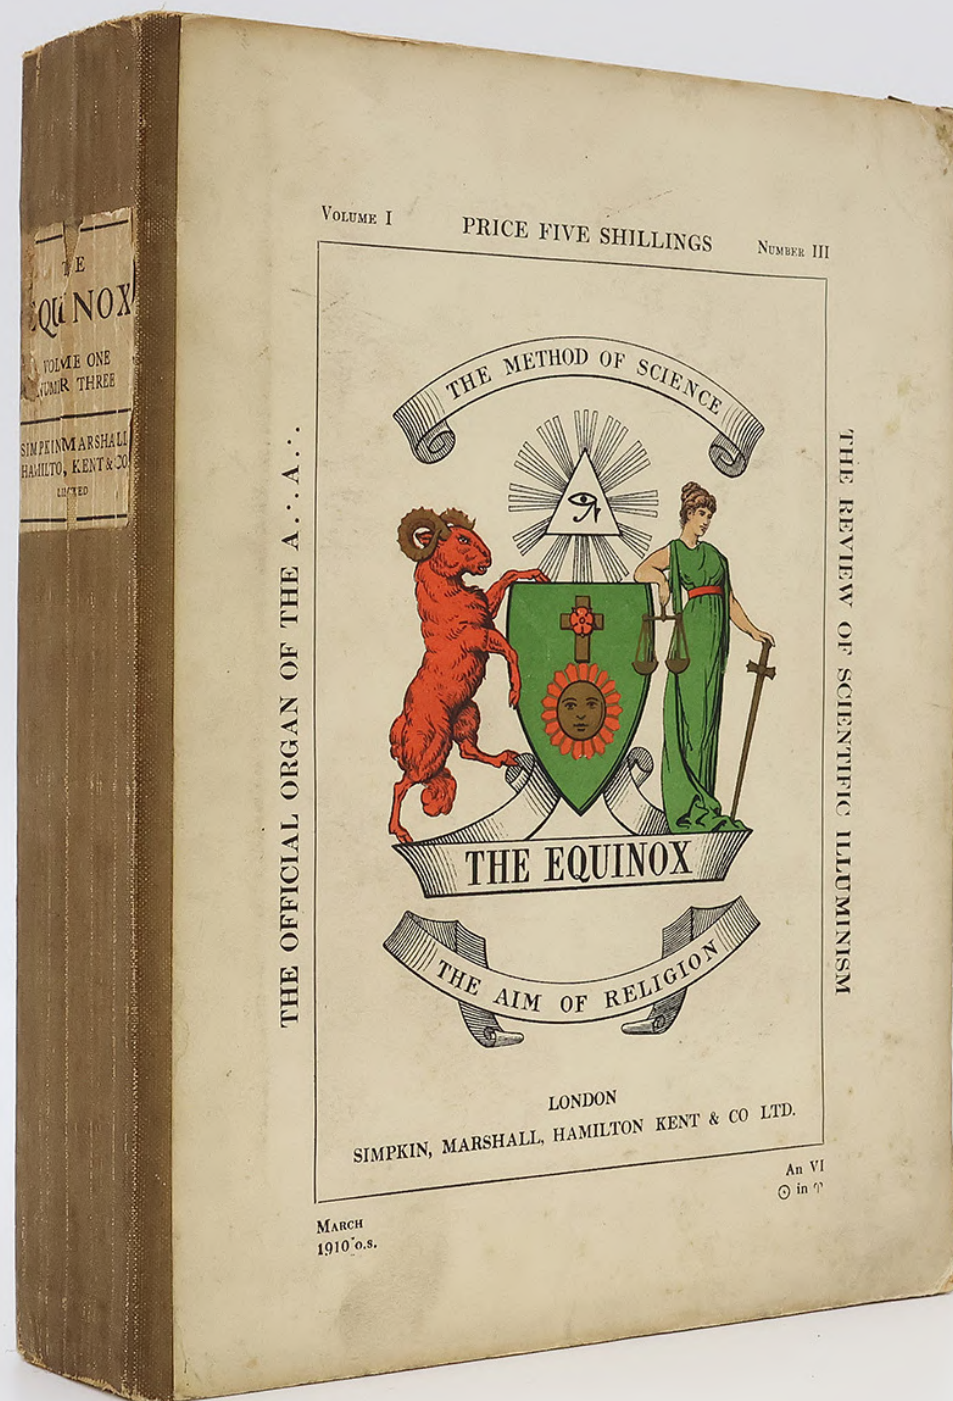 THE
EQUINOX
VOLUME ONE
NUMBER THREE
SIMPKIN MARSHALL
HAMILTON, KENT & CO.
LIMITED
VOLUME I
PRICE FIVE SHILLINGS
NUMBER III
THE OFFICIAL ORGAN OF THE A∴A∴
THE METHOD OF SCIENCE
THE EQUINOX
THE AIM OF RELIGION
THE REVIEW OF SCIENTIFIC ILLUMINISM
LONDON
SIMPKIN, MARSHALL, HAMILTON KENT & CO LTD.
An VI
☉ in ♈
MARCH
1910 o.s.